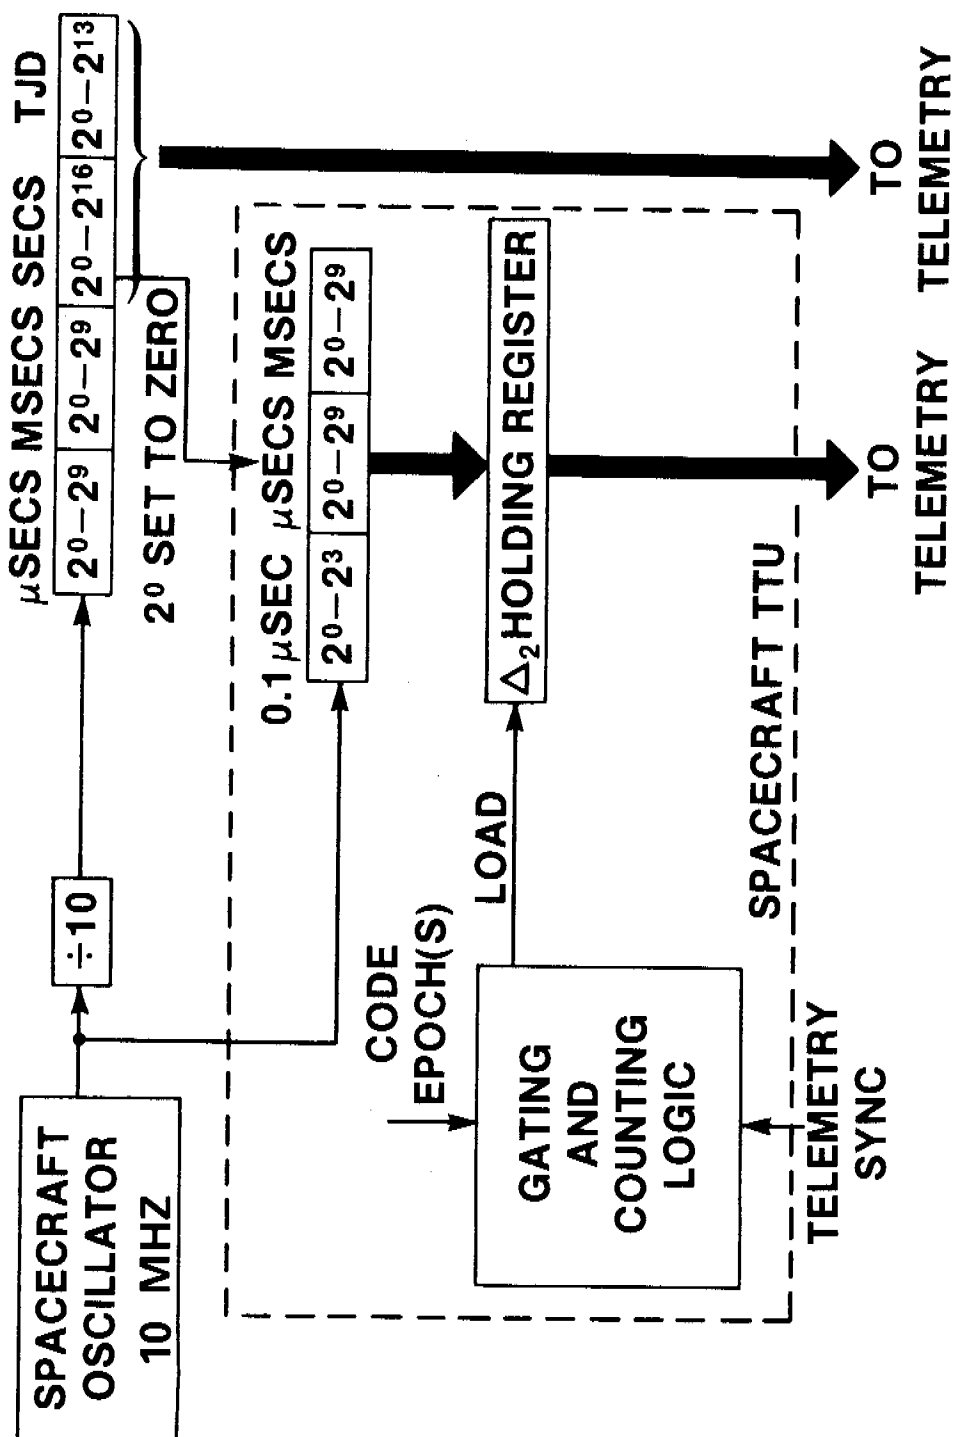 SPACECRAFT
OSCILLATOR
10 MHZ
÷10
μSECS MSECS SECS TJD
2⁰–2⁹ 2⁰–2⁹ 2⁰–2¹⁶ 2⁰–2¹³
2⁰ SET TO ZERO
0.1 μSEC μSECS MSECS
2⁰–2³ 2⁰–2⁹ 2⁰–2⁹
CODE
EPOCH(S)
LOAD
Δ₂HOLDING REGISTER
GATING
AND
COUNTING
LOGIC
SPACECRAFT TTU
TELEMETRY
SYNC
TO
TELEMETRY
TO
TELEMETRY